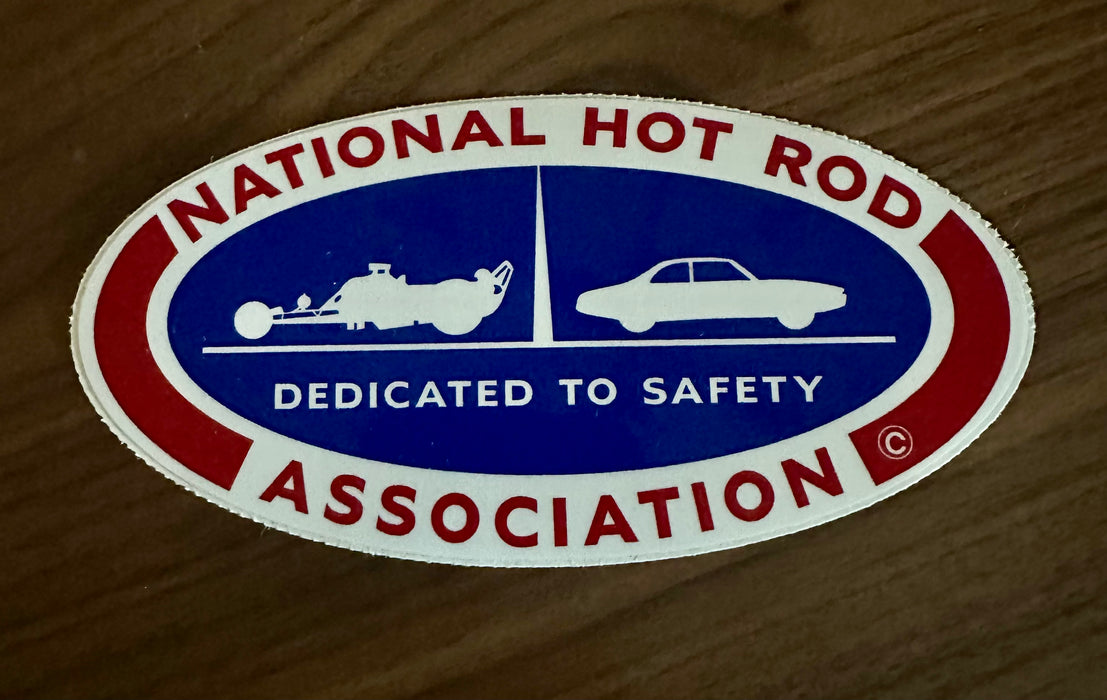 NATIONAL HOT ROD
DEDICATED TO SAFETY
ASSOCIATION
©